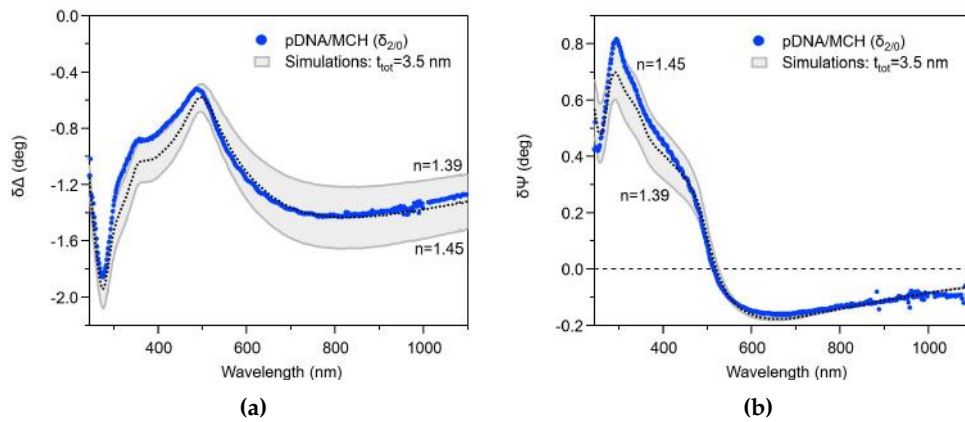 0.0
-0.4
-0.8
-1.2
-1.6
-2.0
δΔ (deg)
pDNA/MCH (δ2/0)
Simulations: ttot=3.5 nm
n=1.39
n=1.45
400
600
800
1000
Wavelength (nm)
(a)
0.8
0.6
0.4
0.2
0.0
-0.2
δΨ (deg)
pDNA/MCH (δ2/0)
Simulations: ttot=3.5 nm
n=1.45
n=1.39
400
600
800
1000
Wavelength (nm)
(b)